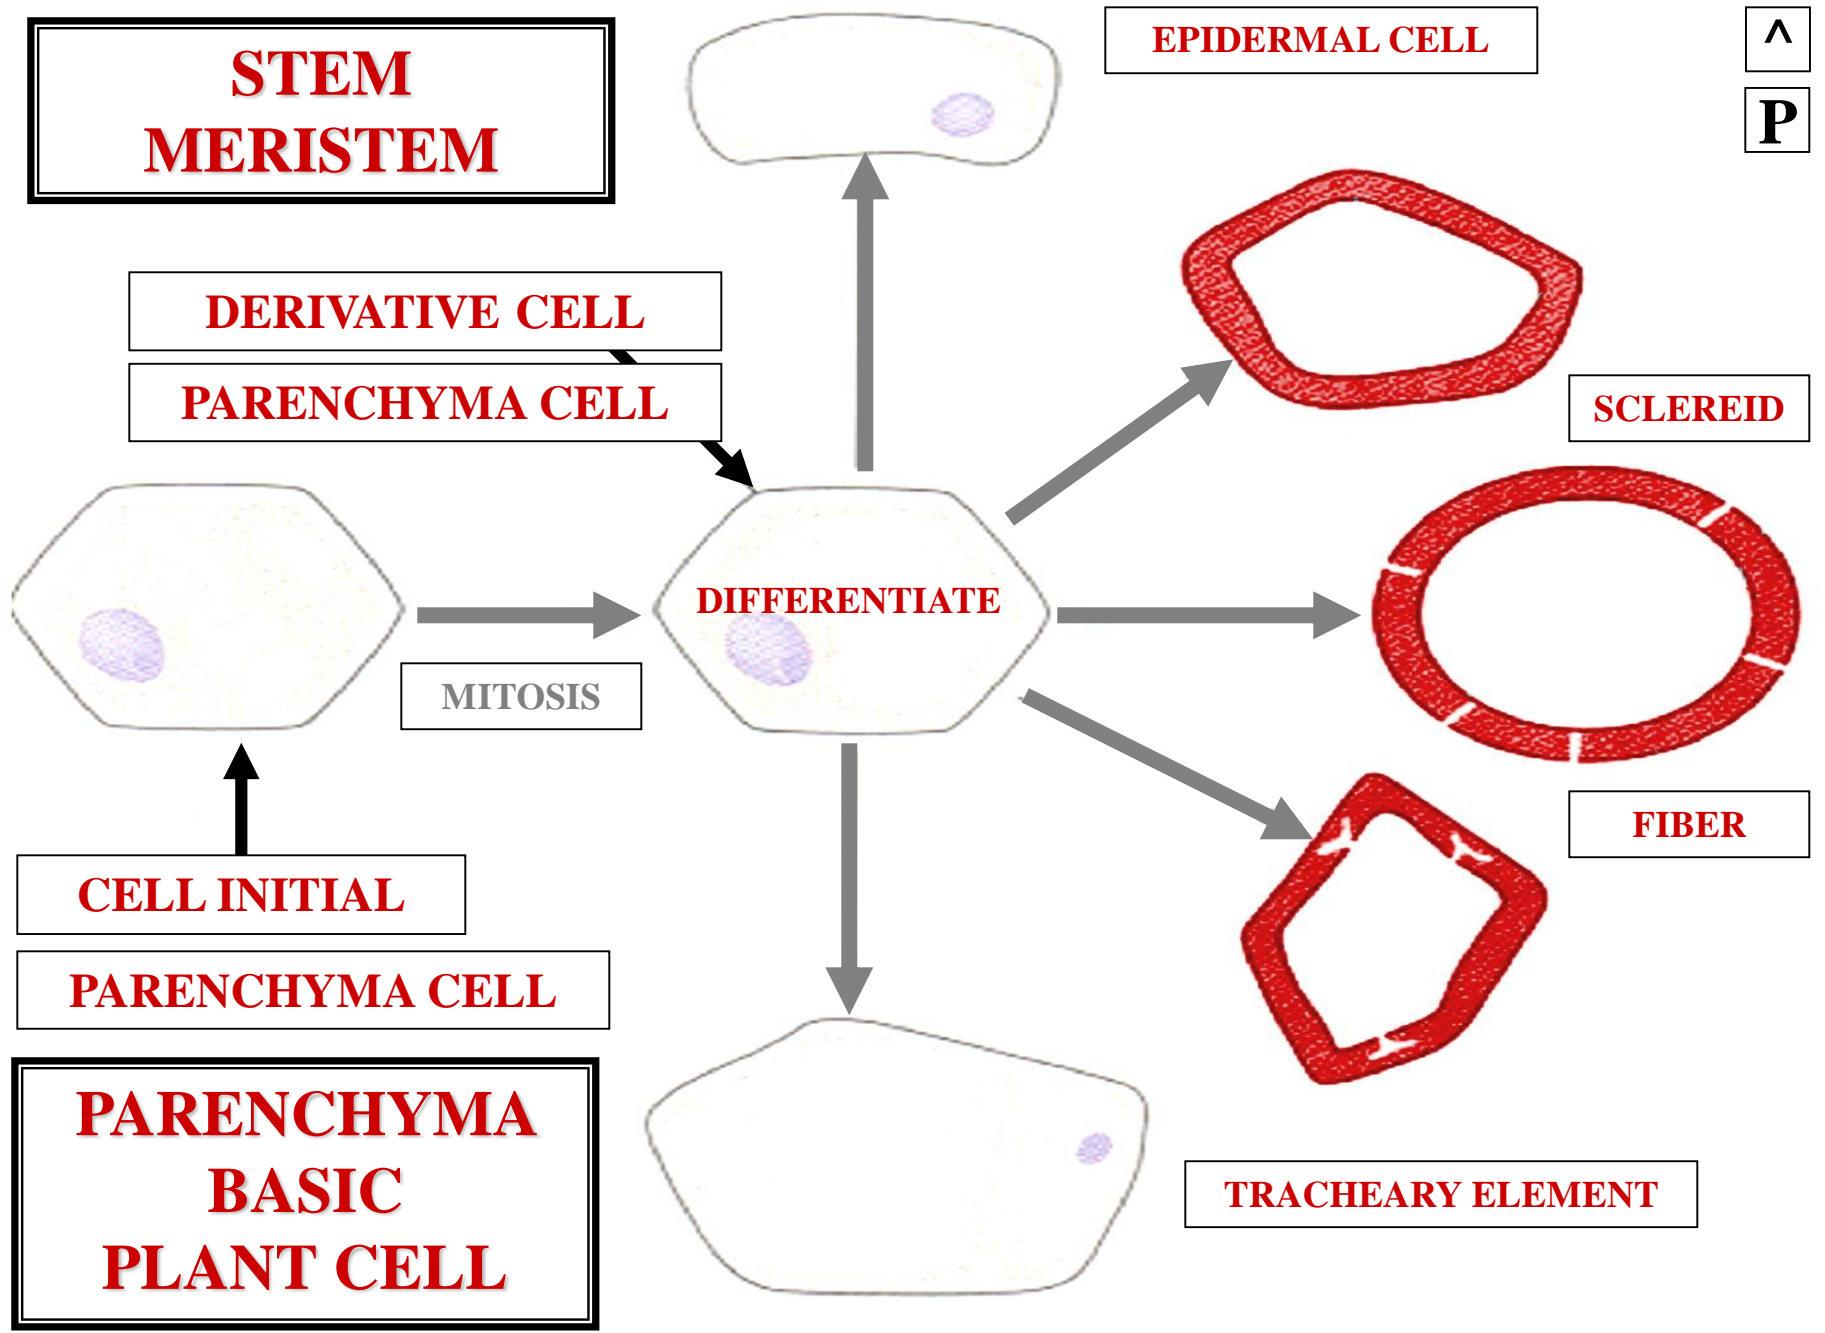 STEM
MERISTEM
EPIDERMAL CELL
^
P
DERIVATIVE CELL
PARENCHYMA CELL
SCLEREID
DIFFERENTIATE
MITOSIS
FIBER
CELL INITIAL
PARENCHYMA CELL
PARENCHYMA
BASIC
PLANT CELL
TRACHEARY ELEMENT